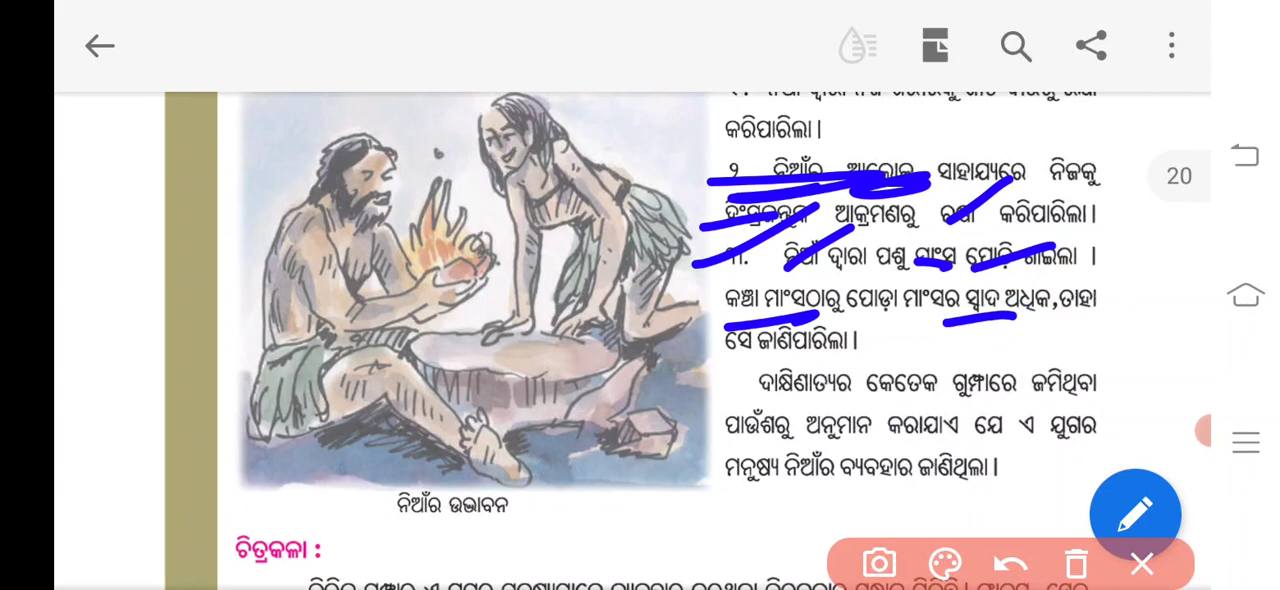 20
କରିପାରିଲା।
୨. ନିଆଁର ଆଲୋକ ସାହାଯ୍ୟରେ ନିଜକୁ
ହିଂସ୍ରଜନ୍ତୁଙ୍କ ଆକ୍ରମଣରୁ ରକ୍ଷା କରିପାରିଲା।
୩. ନିଆଁ ଦ୍ୱାରା ପଶୁ ମାଂସ ପୋଡ଼ି ଖାଇଲା ।
କଞ୍ଚା ମାଂସଠାରୁ ପୋଡ଼ା ମାଂସର ସ୍ୱାଦ ଅଧିକ,ତାହା
ସେ ଜାଣିପାରିଲା।
ଦାକ୍ଷିଣାତ୍ୟର କେତେକ ଗୁମ୍ଫାରେ ଜମିଥିବା
ପାଉଁଶରୁ ଅନୁମାନ କରାଯାଏ ଯେ ଏ ଯୁଗର
ମନୁଷ୍ୟ ନିଆଁର ବ୍ୟବହାର ଜାଣିଥିଲା।
ନିଆଁର ଉଦ୍ଭାବନ
ଚିତ୍ରକଳା :